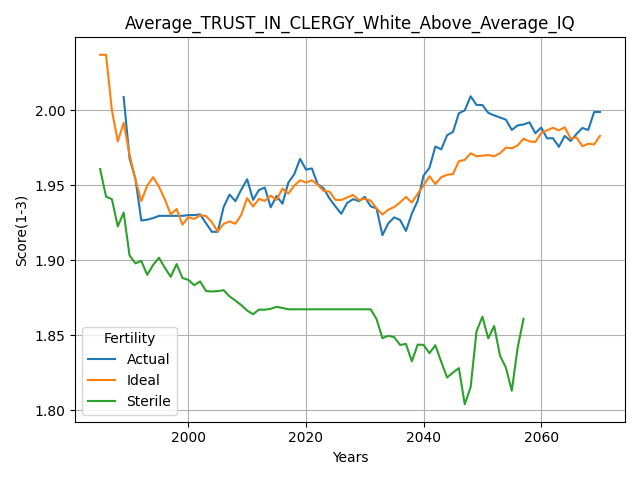 Average_TRUST_IN_CLERGY_White_Above_Average_IQ
Score(1-3)
2.00
1.95
1.90
1.85
1.80
Fertility
Actual
Ideal
Sterile
2000
2020
2040
2060
Years